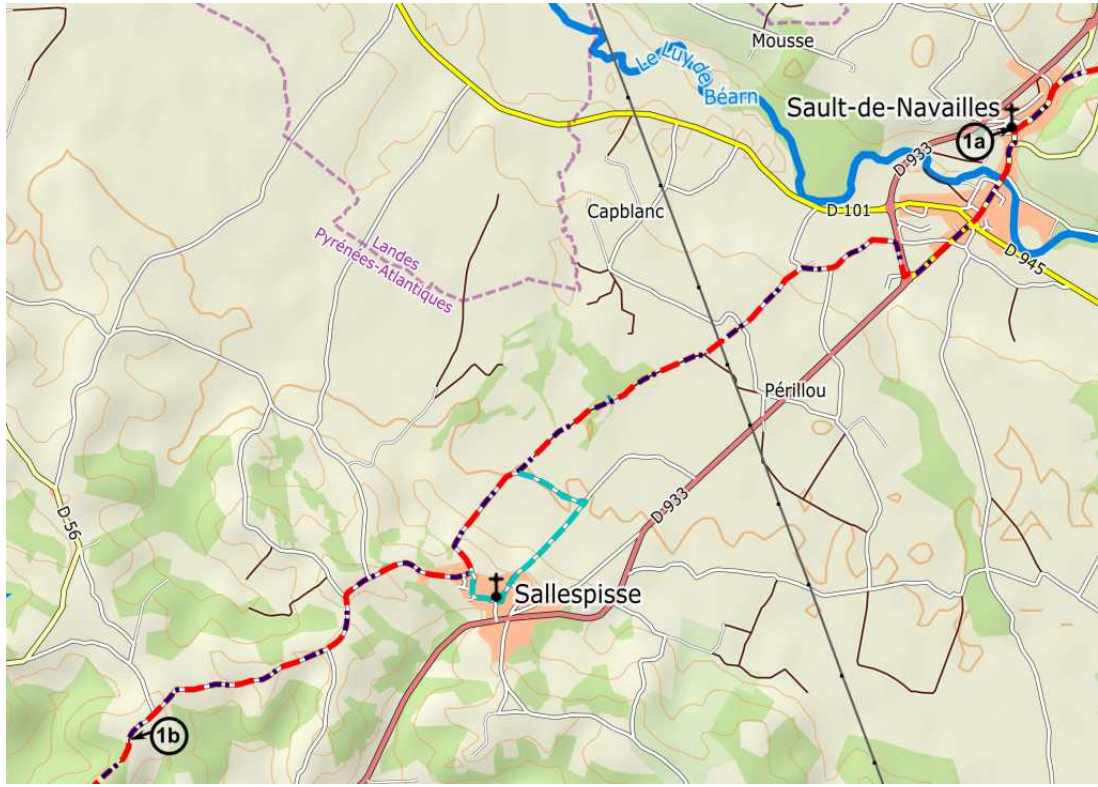 Mousse
Le Luy de
Béarn
Sault-de-Navailles
1a
D 933
Capblanc
D 101
D 945
Landes
Pyrénées-Atlantiques
Périllou
D 933
D 56
Sallespisse
1b